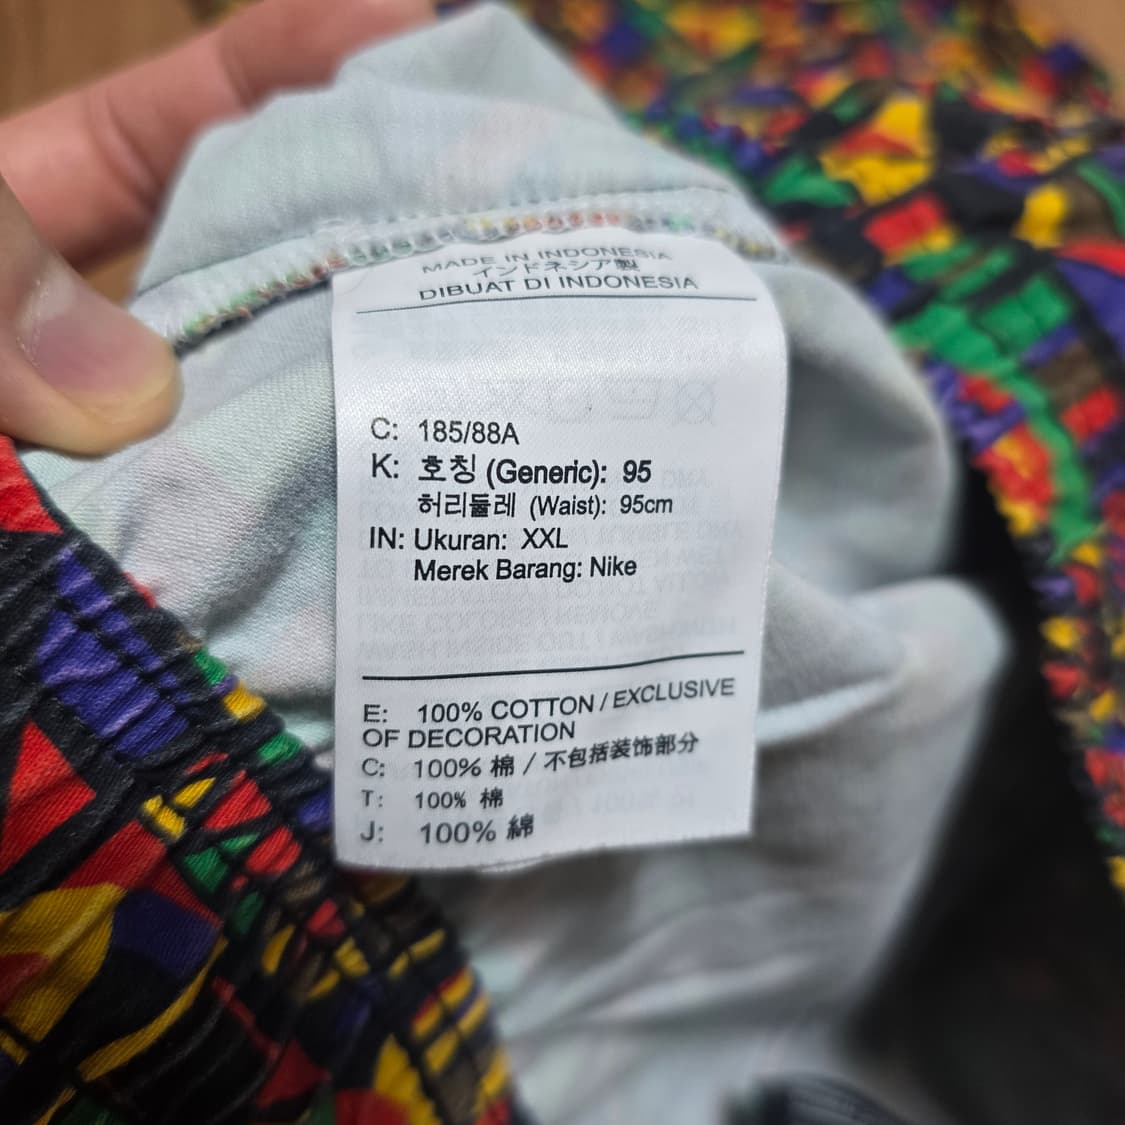 MADE IN INDONESIA
インドネシア製
DIBUAT DI INDONESIA
C: 185/88A
K: 호칭 (Generic): 95
허리둘레 (Waist): 95cm
IN: Ukuran: XXL
Merek Barang: Nike
E: 100% COTTON / EXCLUSIVE
OF DECORATION
C: 100% 棉 / 不包括装饰部分
T: 100% 棉
J: 100% 綿